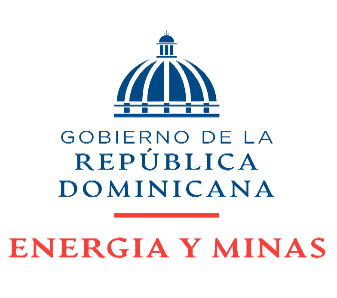 GOBIERNO DE LA
REPÚBLICA
DOMINICANA
ENERGIA Y MINAS